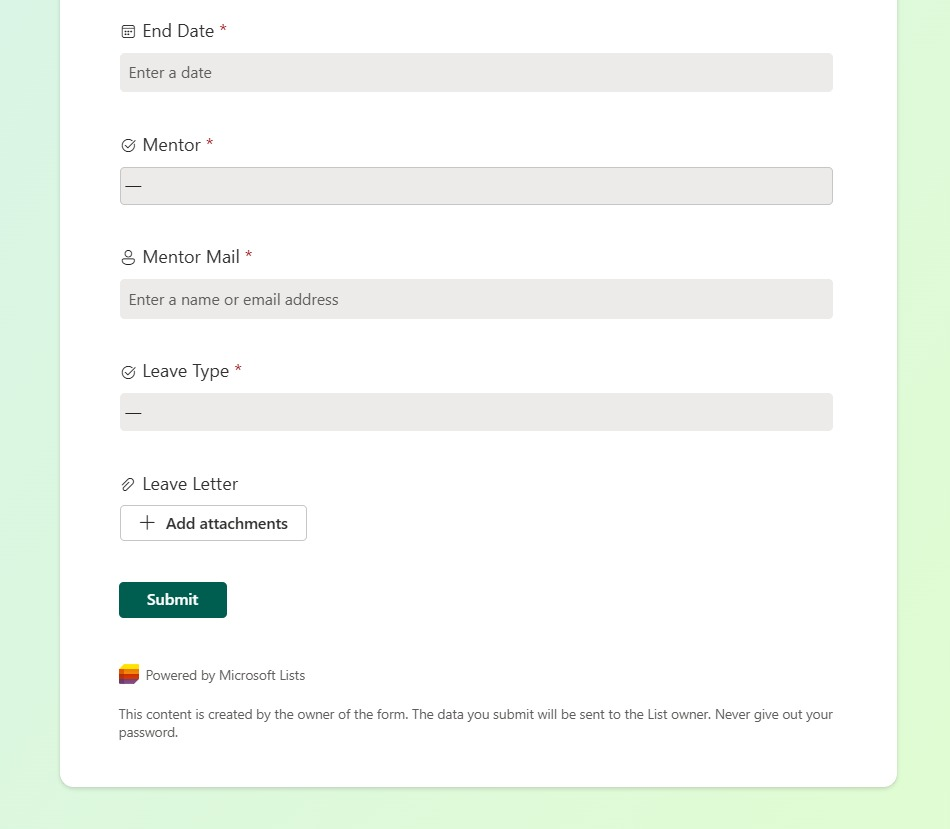 End Date *
Enter a date
Mentor *
—
Mentor Mail *
Enter a name or email address
Leave Type *
—
Leave Letter
Add attachments
Submit
Powered by Microsoft Lists
This content is created by the owner of the form. The data you submit will be sent to the List owner. Never give out your
password.